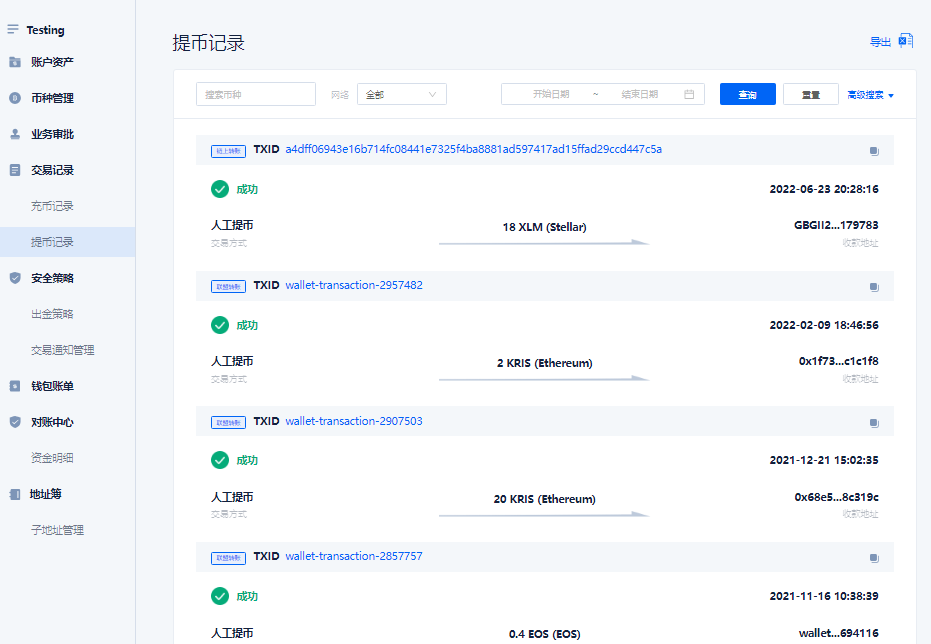 Testing
账户资产
币种管理
业务审批
交易记录
充币记录
提币记录
安全策略
出金策略
交易通知管理
钱包账单
对账中心
资金明细
地址簿
子地址管理
提币记录
导出
搜索币种
网络
全部
开始日期 ~ 结束日期
查询
重置
高级搜索
链上转账 TXID a4dff06943e16b714fc08441e7325f4ba8881ad597417ad15ffad29ccd447c5a
成功 2022-06-23 20:28:16
人工提币 18 XLM (Stellar) GBGII2...179783
交易方式 收款地址
联盟转账 TXID wallet-transaction-2957482
成功 2022-02-09 18:46:56
人工提币 2 KRIS (Ethereum) 0x1f73...c1c1f8
交易方式 收款地址
联盟转账 TXID wallet-transaction-2907503
成功 2021-12-21 15:02:35
人工提币 20 KRIS (Ethereum) 0x68e5...8c319c
交易方式 收款地址
联盟转账 TXID wallet-transaction-2857757
成功 2021-11-16 10:38:39
人工提币 0.4 EOS (EOS) wallet...694116